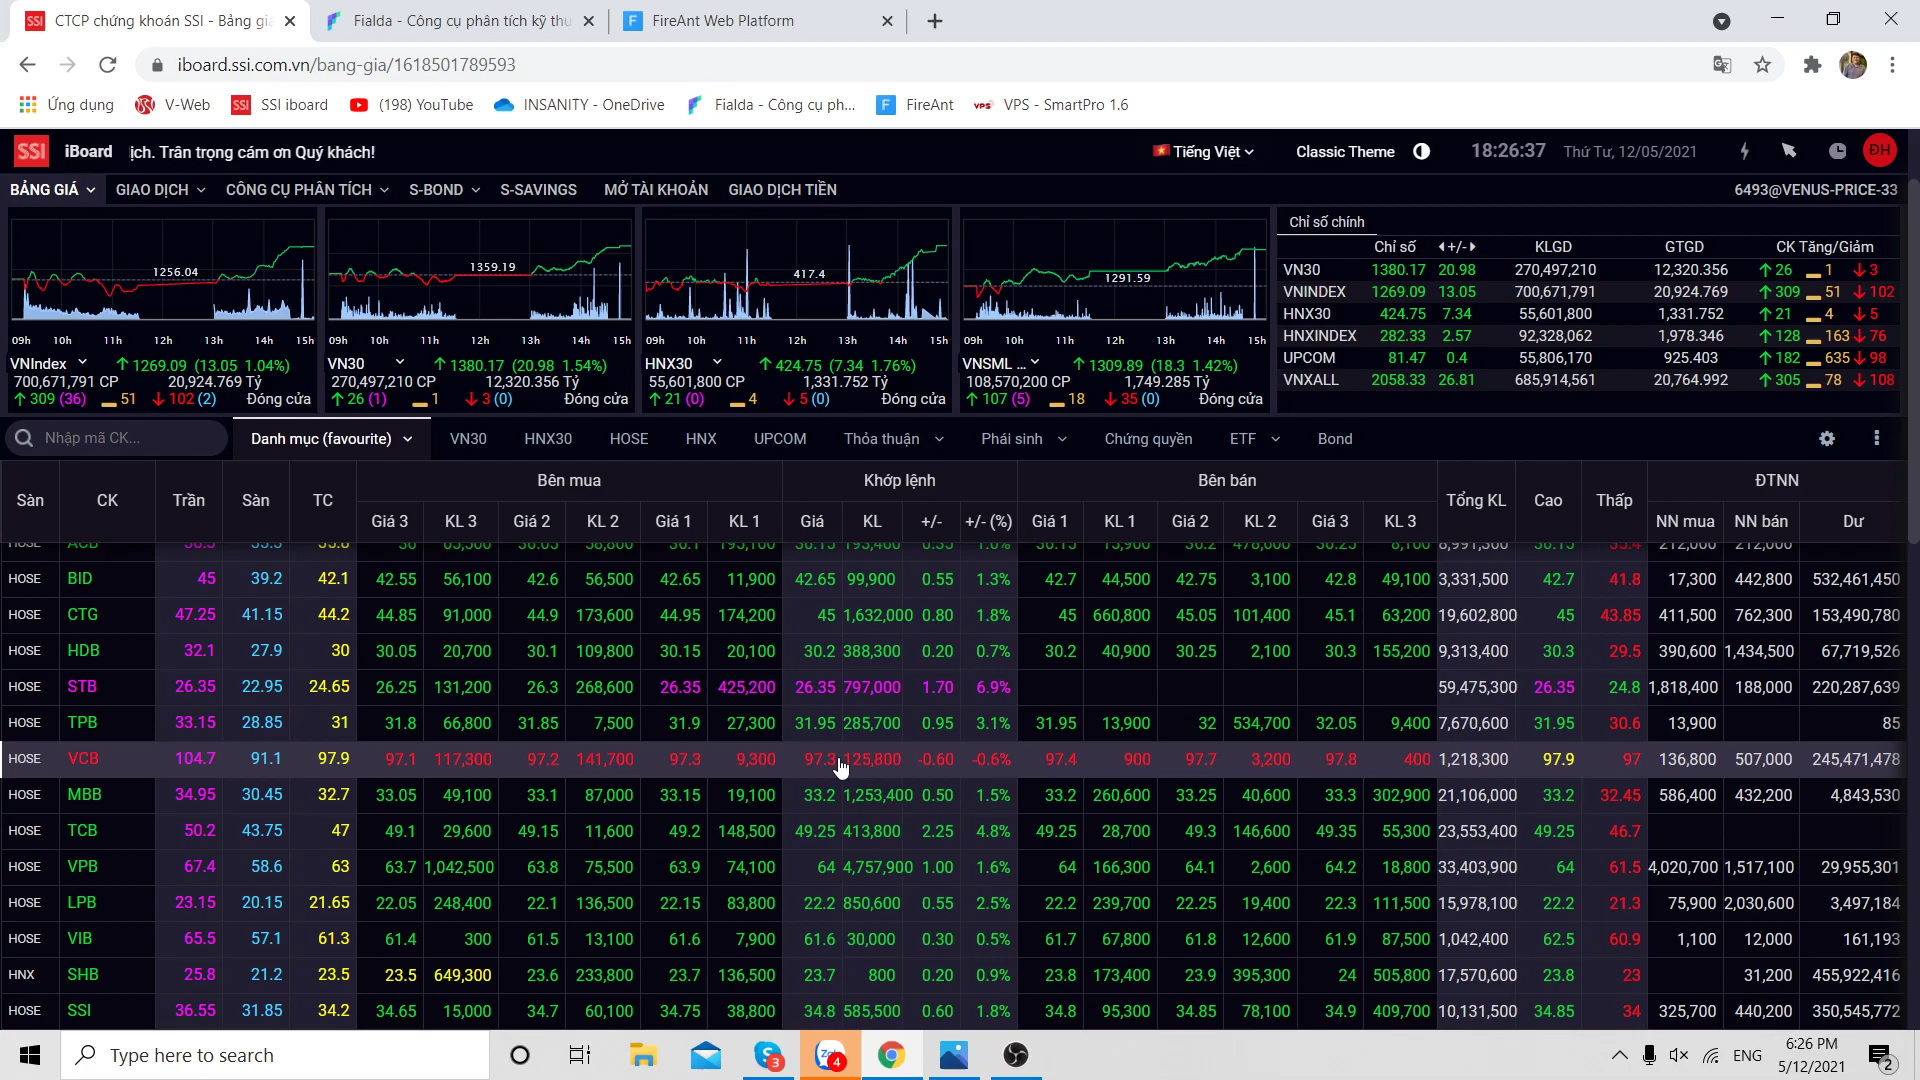 SSI CTCP chứng khoán SSI - Bảng giá Fialda - Công cụ phân tích kỹ thu F FireAnt Web Platform
iboard.ssi.com.vn/bang-gia/1618501789593
Ứng dụng V-Web SSI SSI iboard (198) YouTube INSANITY - OneDrive Fialda - Công cụ ph... F FireAnt VPS VPS - SmartPro 1.6
SSI iBoard ịch. Trân trọng cám ơn Quý khách! Tiếng Việt Classic Theme 18:26:37 Thứ Tư, 12/05/2021 ĐH
BẢNG GIÁ GIAO DỊCH CÔNG CỤ PHÂN TÍCH S-BOND S-SAVINGS MỞ TÀI KHOẢN GIAO DỊCH TIỀN 6493@VENUS-PRICE-33
1256.04
09h 10h 11h 12h 13h 14h 15h
VNIndex 1269.09 (13.05 1.04%)
700,671,791 CP 20,924.769 Tỷ
309 (36) 51 102 (2) Đóng cửa
1359.19
09h 10h 11h 12h 13h 14h 15h
VN30 1380.17 (20.98 1.54%)
270,497,210 CP 12,320.356 Tỷ
26 (1) 1 3 (0) Đóng cửa
417.4
09h 10h 11h 12h 13h 14h 15h
HNX30 424.75 (7.34 1.76%)
55,601,800 CP 1,331.752 Tỷ
21 (0) 4 5 (0) Đóng cửa
1291.59
09h 10h 11h 12h 13h 14h 15h
VNSML ... 1309.89 (18.3 1.42%)
108,570,200 CP 1,749.285 Tỷ
107 (5) 18 35 (0) Đóng cửa
Chỉ số chính
Chỉ số +/- KLGD GTGD CK Tăng/Giảm
VN30 1380.17 20.98 270,497,210 12,320.356 26 1 3
VNINDEX 1269.09 13.05 700,671,791 20,924.769 309 51 102
HNX30 424.75 7.34 55,601,800 1,331.752 21 4 5
HNXINDEX 282.33 2.57 92,328,062 1,978.346 128 163 76
UPCOM 81.47 0.4 55,806,170 925.403 182 635 98
VNXALL 2058.33 26.81 685,914,561 20,764.992 305 78 108
Nhập mã CK... Danh mục (favourite) VN30 HNX30 HOSE HNX UPCOM Thỏa thuận Phái sinh Chứng quyền ETF Bond
Sàn CK Trần Sàn TC Bên mua Khớp lệnh Bên bán Tổng KL Cao Thấp ĐTNN
Giá 3 KL 3 Giá 2 KL 2 Giá 1 KL 1 Giá KL +/- +/- (%) Giá 1 KL 1 Giá 2 KL 2 Giá 3 KL 3 NN mua NN bán Dư
HOSE BID 45 39.2 42.1 42.55 56,100 42.6 56,500 42.65 11,900 42.65 99,900 0.55 1.3% 42.7 44,500 42.75 3,100 42.8 49,100 3,331,500 42.7 41.8 17,300 442,800 532,461,450
HOSE CTG 47.25 41.15 44.2 44.85 91,000 44.9 173,600 44.95 174,200 45 1,632,000 0.80 1.8% 45 660,800 45.05 101,400 45.1 63,200 19,602,800 45 43.85 411,500 762,300 153,490,780
HOSE HDB 32.1 27.9 30 30.05 20,700 30.1 109,800 30.15 20,100 30.2 388,300 0.20 0.7% 30.2 40,900 30.25 2,100 30.3 155,200 9,313,400 30.3 29.5 390,600 1,434,500 67,719,526
HOSE STB 26.35 22.95 24.65 26.25 131,200 26.3 268,600 26.35 425,200 26.35 797,000 1.70 6.9% 59,475,300 26.35 24.8 1,818,400 188,000 220,287,639
HOSE TPB 33.15 28.85 31 31.8 66,800 31.85 7,500 31.9 27,300 31.95 285,700 0.95 3.1% 31.95 13,900 32 534,700 32.05 9,400 7,670,600 31.95 30.6 13,900 85
HOSE VCB 104.7 91.1 97.9 97.1 117,300 97.2 141,700 97.3 9,300 97.3 125,800 -0.60 -0.6% 97.4 900 97.7 3,200 97.8 400 1,218,300 97.9 97 136,800 507,000 245,471,478
HOSE MBB 34.95 30.45 32.7 33.05 49,100 33.1 87,000 33.15 19,100 33.2 1,253,400 0.50 1.5% 33.2 260,600 33.25 40,600 33.3 302,900 21,106,000 33.2 32.45 586,400 432,200 4,843,530
HOSE TCB 50.2 43.75 47 49.1 29,600 49.15 11,600 49.2 148,500 49.25 413,800 2.25 4.8% 49.25 28,700 49.3 146,600 49.35 55,300 23,553,400 49.25 46.7
HOSE VPB 67.4 58.6 63 63.7 1,042,500 63.8 75,500 63.9 74,100 64 4,757,900 1.00 1.6% 64 166,300 64.1 2,600 64.2 18,800 33,403,900 64 61.5 4,020,700 1,517,100 29,955,301
HOSE LPB 23.15 20.15 21.65 22.05 248,400 22.1 136,500 22.15 83,800 22.2 850,600 0.55 2.5% 22.2 239,700 22.25 19,400 22.3 111,500 15,978,100 22.2 21.3 75,900 2,030,600 3,497,184
HOSE VIB 65.5 57.1 61.3 61.4 300 61.5 13,100 61.6 7,900 61.6 30,000 0.30 0.5% 61.7 67,800 61.8 12,600 61.9 87,500 1,042,400 62.5 60.9 1,100 12,000 161,193
HNX SHB 25.8 21.2 23.5 23.5 649,300 23.6 233,800 23.7 136,500 23.7 800 0.20 0.9% 23.8 173,400 23.9 395,300 24 505,800 17,570,600 23.8 23 31,200 455,922,416
HOSE SSI 36.55 31.85 34.2 34.65 15,000 34.7 60,100 34.75 38,800 34.8 585,500 0.60 1.8% 34.8 95,300 34.85 78,100 34.9 409,700 10,131,500 34.85 34 325,700 440,200 350,545,772
Type here to search 3 4 ENG 6:26 PM
5/12/2021 2